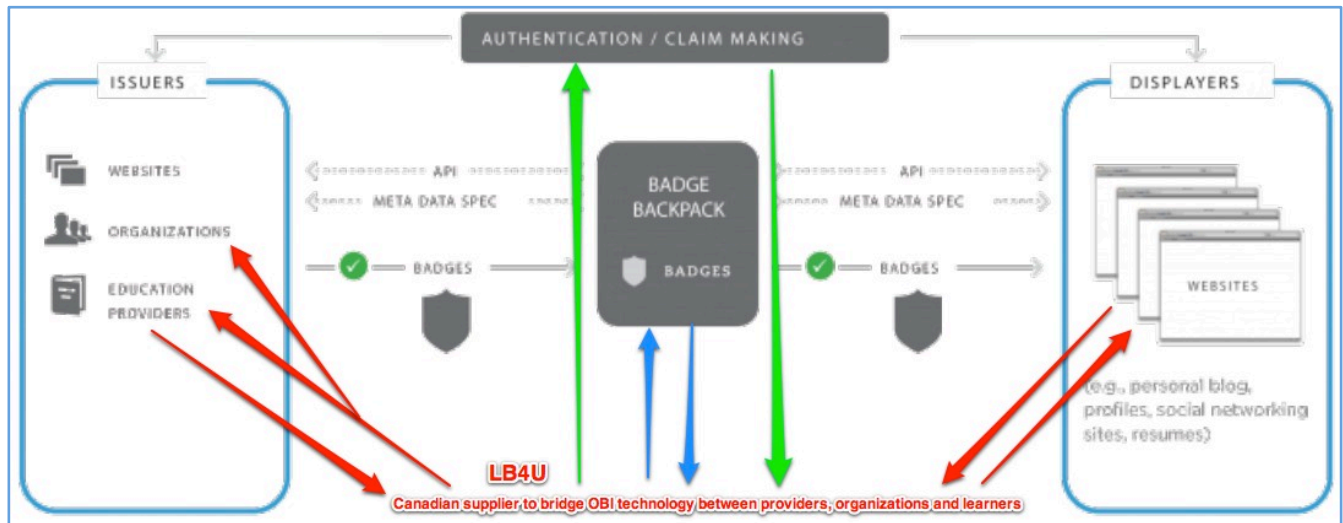 AUTHENTICATION / CLAIM MAKING
ISSUERS
WEBSITES
ORGANIZATIONS
EDUCATION
PROVIDERS
API
META DATA SPEC
BADGES
BADGE
BACKPACK
BADGES
API
META DATA SPEC
BADGES
DISPLAYERS
WEBSITES
(e.g., personal blog,
profiles, social networking
sites, resumes)
LB4U
Canadian supplier to bridge OBI technology between providers, organizations and learners